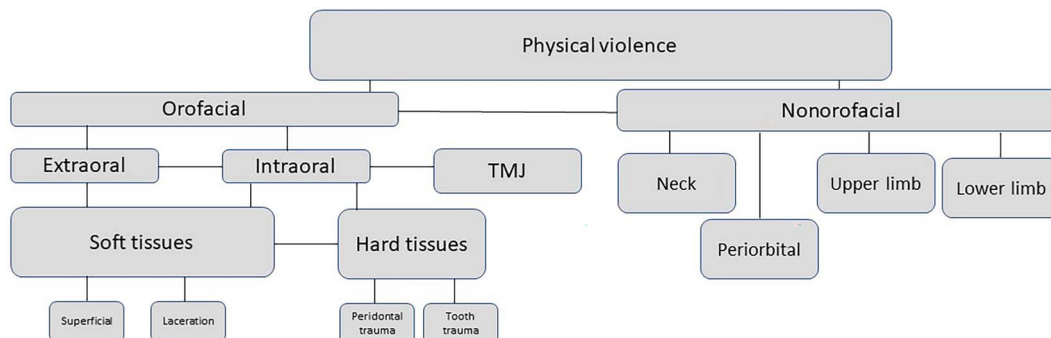 Physical violence
Orofacial
Nonorofacial
Extraoral
Intraoral
TMJ
Neck
Upper limb
Lower limb
Soft tissues
Hard tissues
Periorbital
Superficial
Laceration
Peridontal
trauma
Tooth
trauma